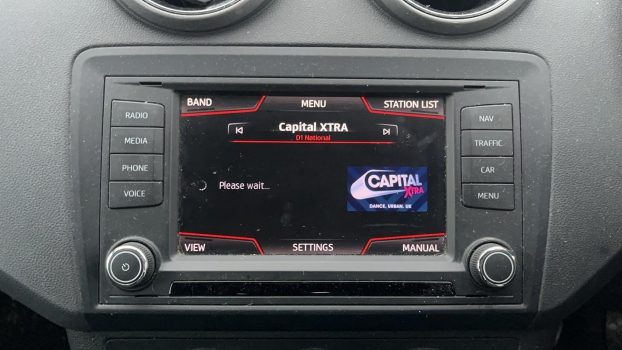 BAND MENU STATION LIST
Capital XTRA
D1 National
Please wait...
CAPITAL
XTRA
DANCE. URBAN. UK
VIEW SETTINGS MANUAL
RADIO
MEDIA
PHONE
VOICE
NAV
TRAFFIC
CAR
MENU